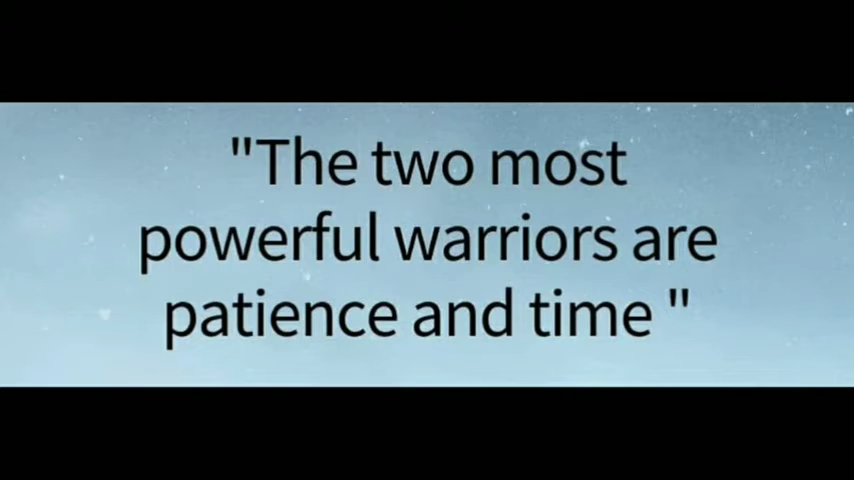 "The two most
powerful warriors are
patience and time "